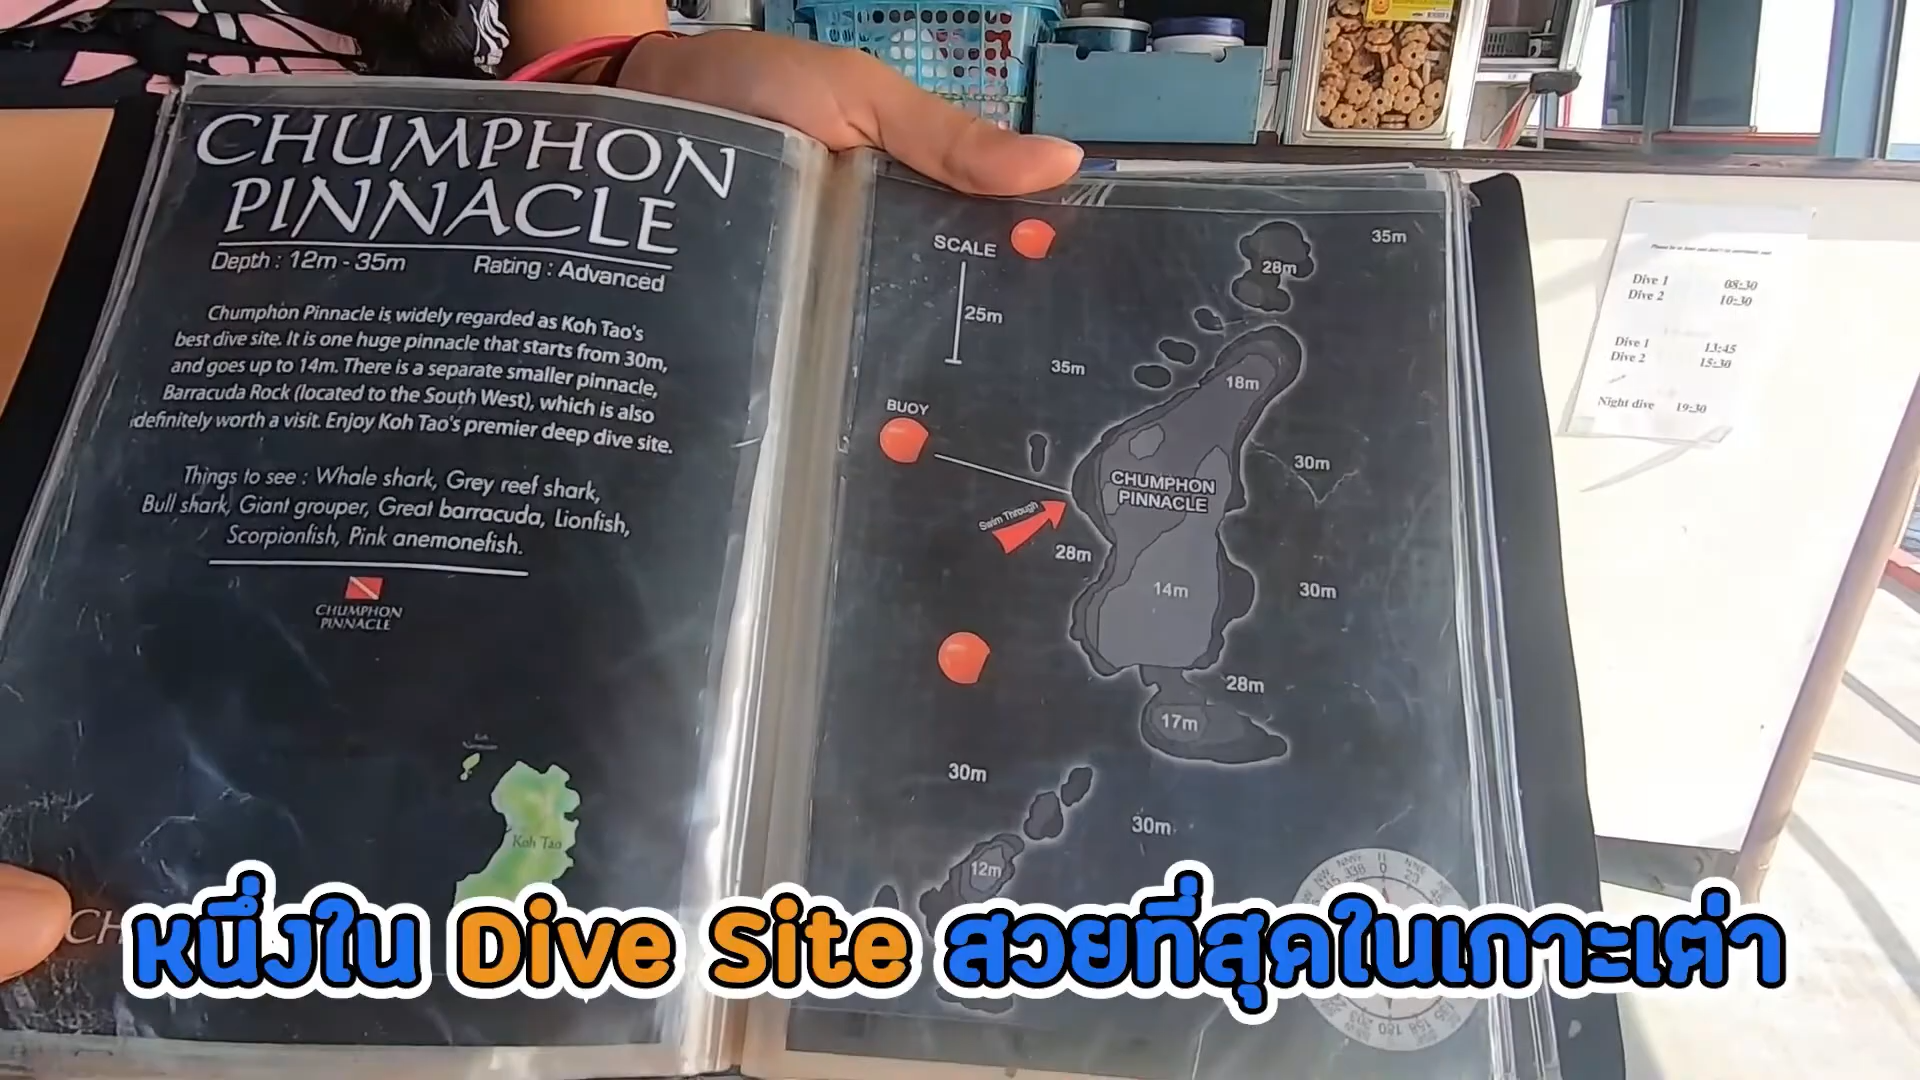 CHUMPHON
PINNACLE
Depth : 12m - 35m Rating : Advanced
Chumphon Pinnacle is widely regarded as Koh Tao's
best dive site. It is one huge pinnacle that starts from 30m,
and goes up to 14m. There is a separate smaller pinnacle,
Barracuda Rock (located to the South West), which is also
definitely worth a visit. Enjoy Koh Tao's premier deep dive site.
Things to see : Whale shark, Grey reef shark,
Bull shark, Giant grouper, Great barracuda, Lionfish,
Scorpionfish, Pink anemonefish.
CHUMPHON
PINNACLE
Koh Tao
CH
SCALE
25m
35m
28m
35m
18m
BUOY
30m
CHUMPHON
PINNACLE
Swim Through
28m
14m
30m
28m
17m
30m
30m
12m
Dive 1 08:30
Dive 2 10:30
Dive 1 13:45
Dive 2 15:30
Night dive 19:30
หนึ่งใน Dive Site สวยที่สุดในเกาะเต่า